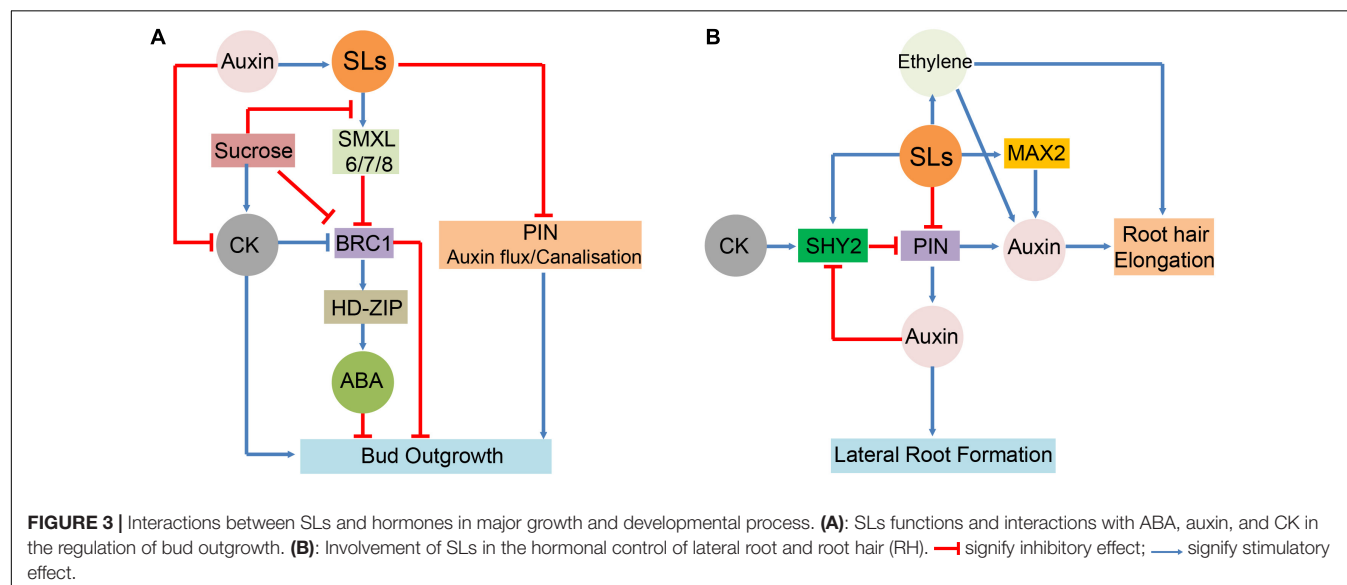 A
Auxin
SLs
Sucrose
SMXL
6/7/8
CK
BRC1
PIN
Auxin flux/Canalisation
HD-ZIP
ABA
Bud Outgrowth
B
Ethylene
SLs
MAX2
CK
SHY2
PIN
Auxin
Root hair
Elongation
Auxin
Lateral Root Formation
FIGURE 3 | Interactions between SLs and hormones in major growth and developmental process. (A): SLs functions and interactions with ABA, auxin, and CK in
the regulation of bud outgrowth. (B): Involvement of SLs in the hormonal control of lateral root and root hair (RH). signify inhibitory effect; signify stimulatory
effect.